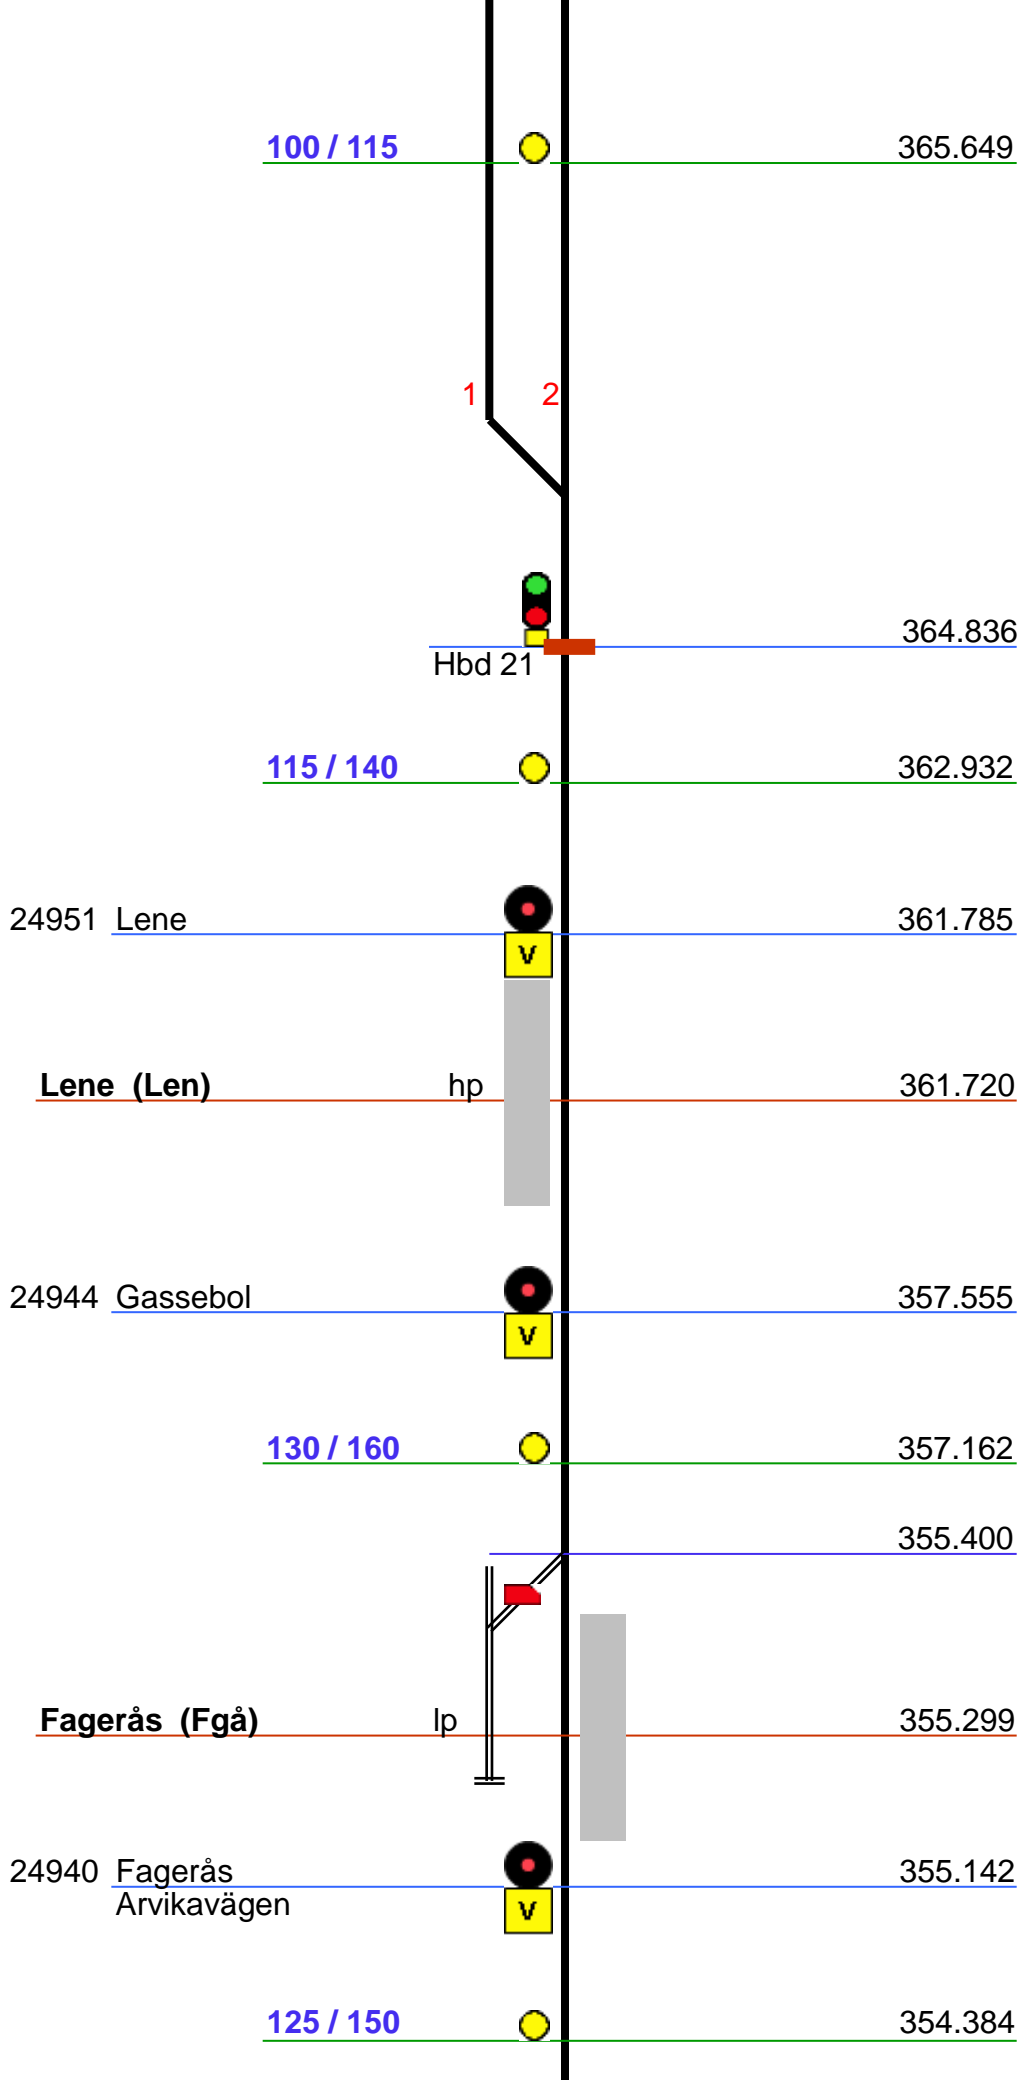 100 / 115 365.649
1 2
364.836
Hbd 21
115 / 140 362.932
24951 Lene 361.785
V
Lene (Len) hp 361.720
24944 Gassebol 357.555
V
130 / 160 357.162
355.400
Fagerås (Fgå) lp 355.299
24940 Fagerås 355.142
Arvikavägen
V
125 / 150 354.384